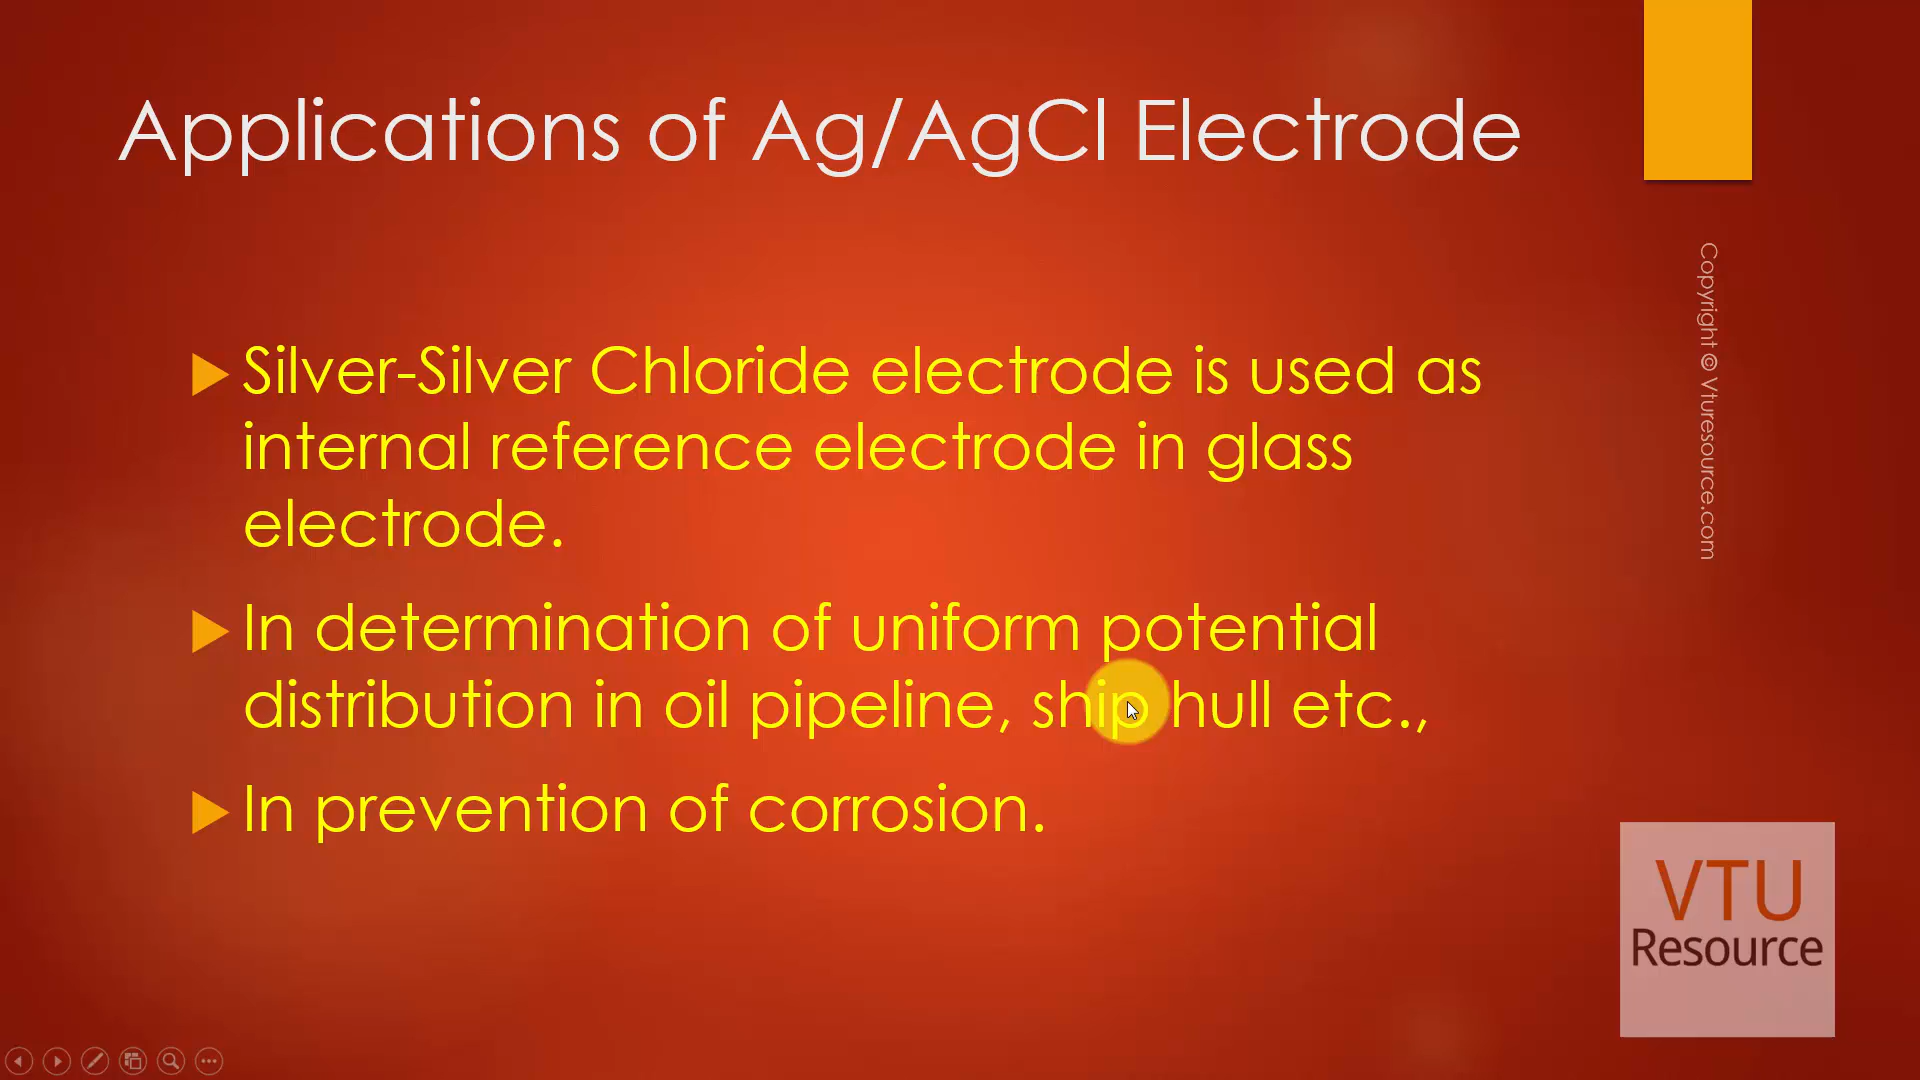 Applications of Ag/AgCl Electrode
Silver-Silver Chloride electrode is used as
internal reference electrode in glass
electrode.
In determination of uniform potential
distribution in oil pipeline, ship hull etc.,
In prevention of corrosion.
Copyright @ Vturesource.com
VTU
Resource